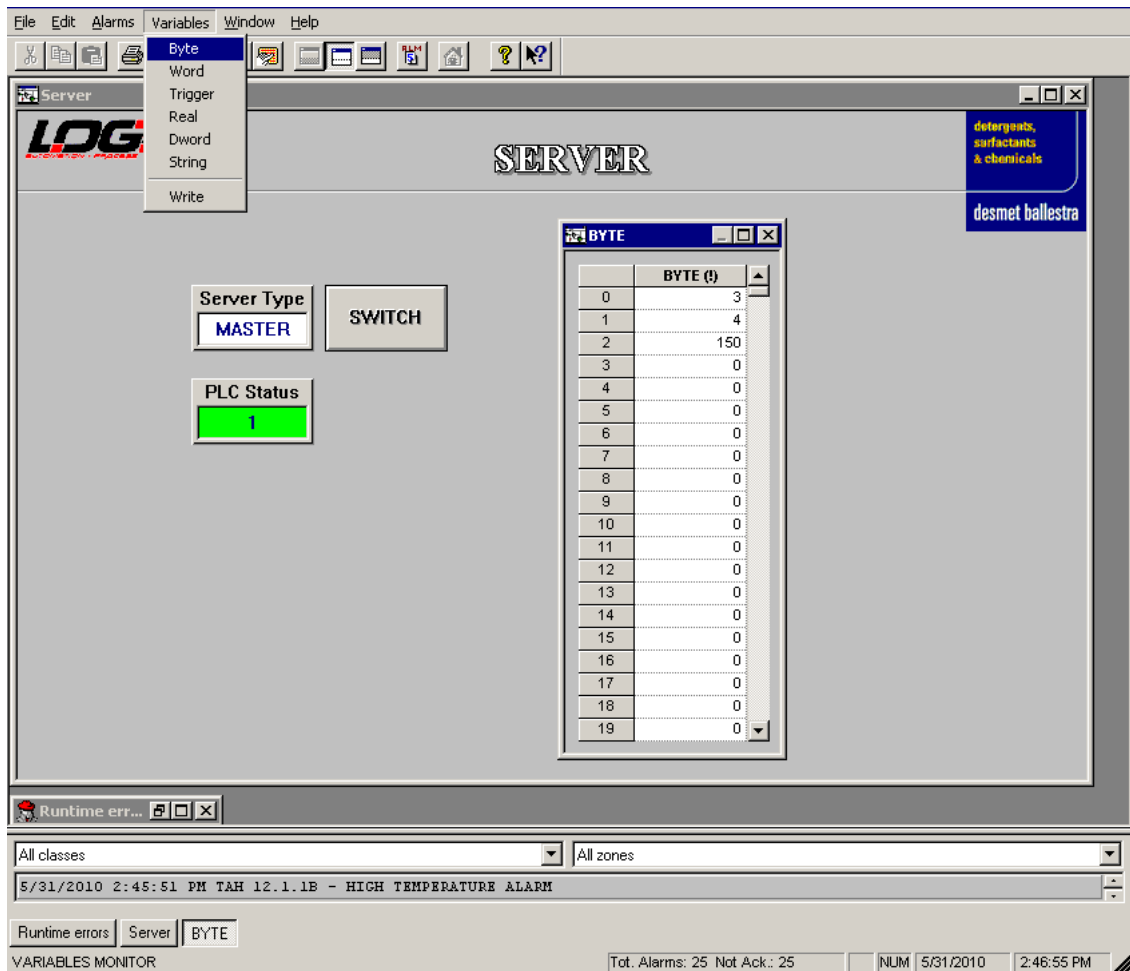 File Edit Alarms Variables Window Help
Byte
Word
Trigger
Real
Dword
String
Write
Server
LOG
SERVER
detergents,
surfactants
& chemicals
desmet ballestra
Server Type
MASTER
SWITCH
PLC Status
1
BYTE
BYTE (!)
0 3
1 4
2 150
3 0
4 0
5 0
6 0
7 0
8 0
9 0
10 0
11 0
12 0
13 0
14 0
15 0
16 0
17 0
18 0
19 0
Runtime err...
All classes All zones
5/31/2010 2:45:51 PM TAH 12.1.1B - HIGH TEMPERATURE ALARM
Runtime errors Server BYTE
VARIABLES MONITOR Tot. Alarms: 25 Not Ack.: 25 NUM 5/31/2010 2:46:55 PM